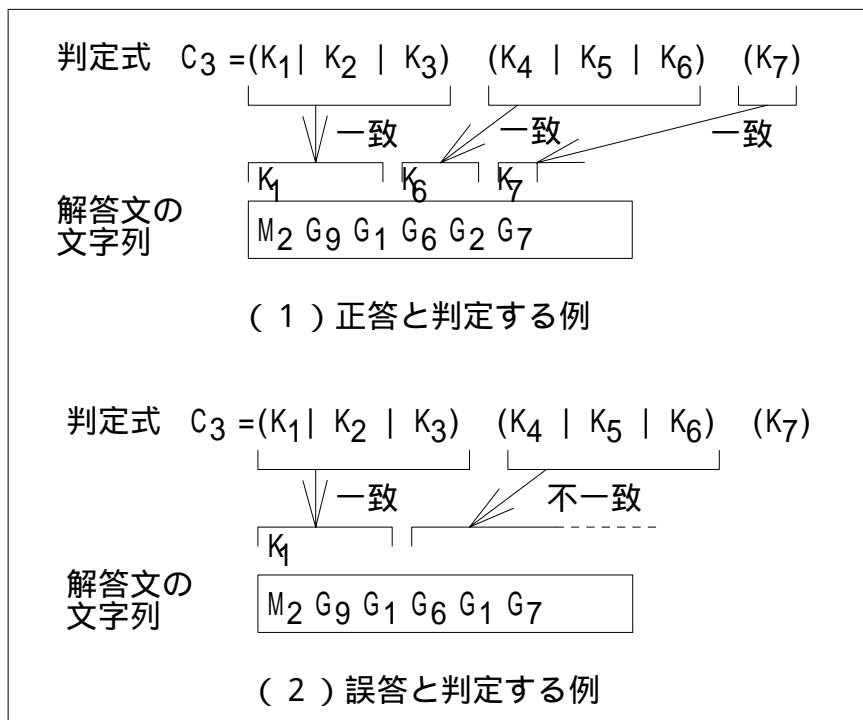 判定式 C3 =(K1| K2 | K3) (K4 | K5 | K6) (K7)
一致 一致 一致
K1 K6 K7
解答文の
文字列
M2 G9 G1 G6 G2 G7
(1)正答と判定する例
判定式 C3 =(K1| K2 | K3) (K4 | K5 | K6) (K7)
一致 不一致
K1
解答文の
文字列
M2 G9 G1 G6 G1 G7
(2)誤答と判定する例